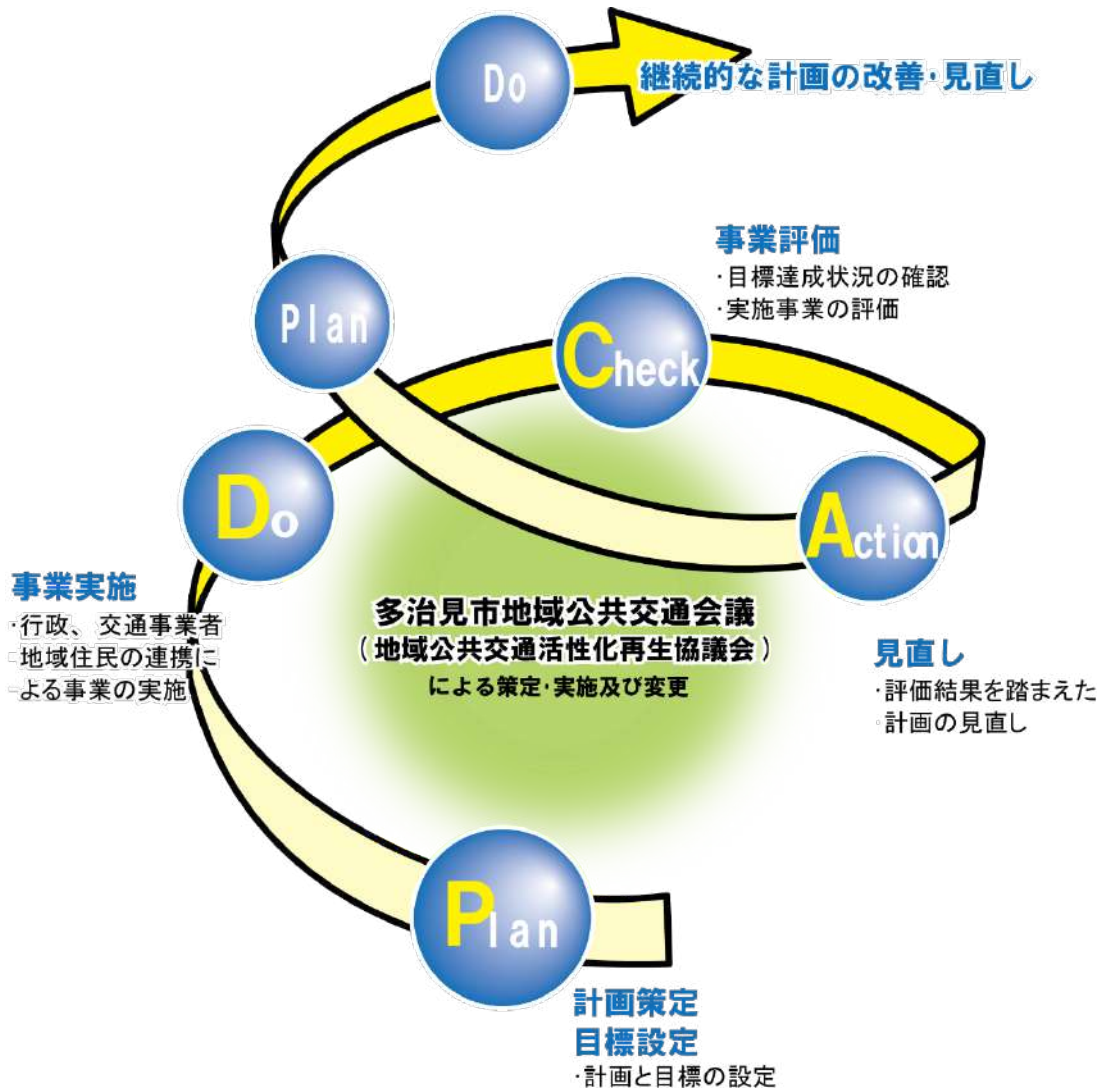 Do
継続的な計画の改善・見直し
Plan
事業評価
・目標達成状況の確認
・実施事業の評価
Check
Do
Action
事業実施
・行政、交通事業者
地域住民の連携に
よる事業の実施
多治見市地域公共交通会議
(地域公共交通活性化再生協議会)
による策定・実施及び変更
見直し
・評価結果を踏まえた
・計画の見直し
Plan
計画策定
目標設定
・計画と目標の設定